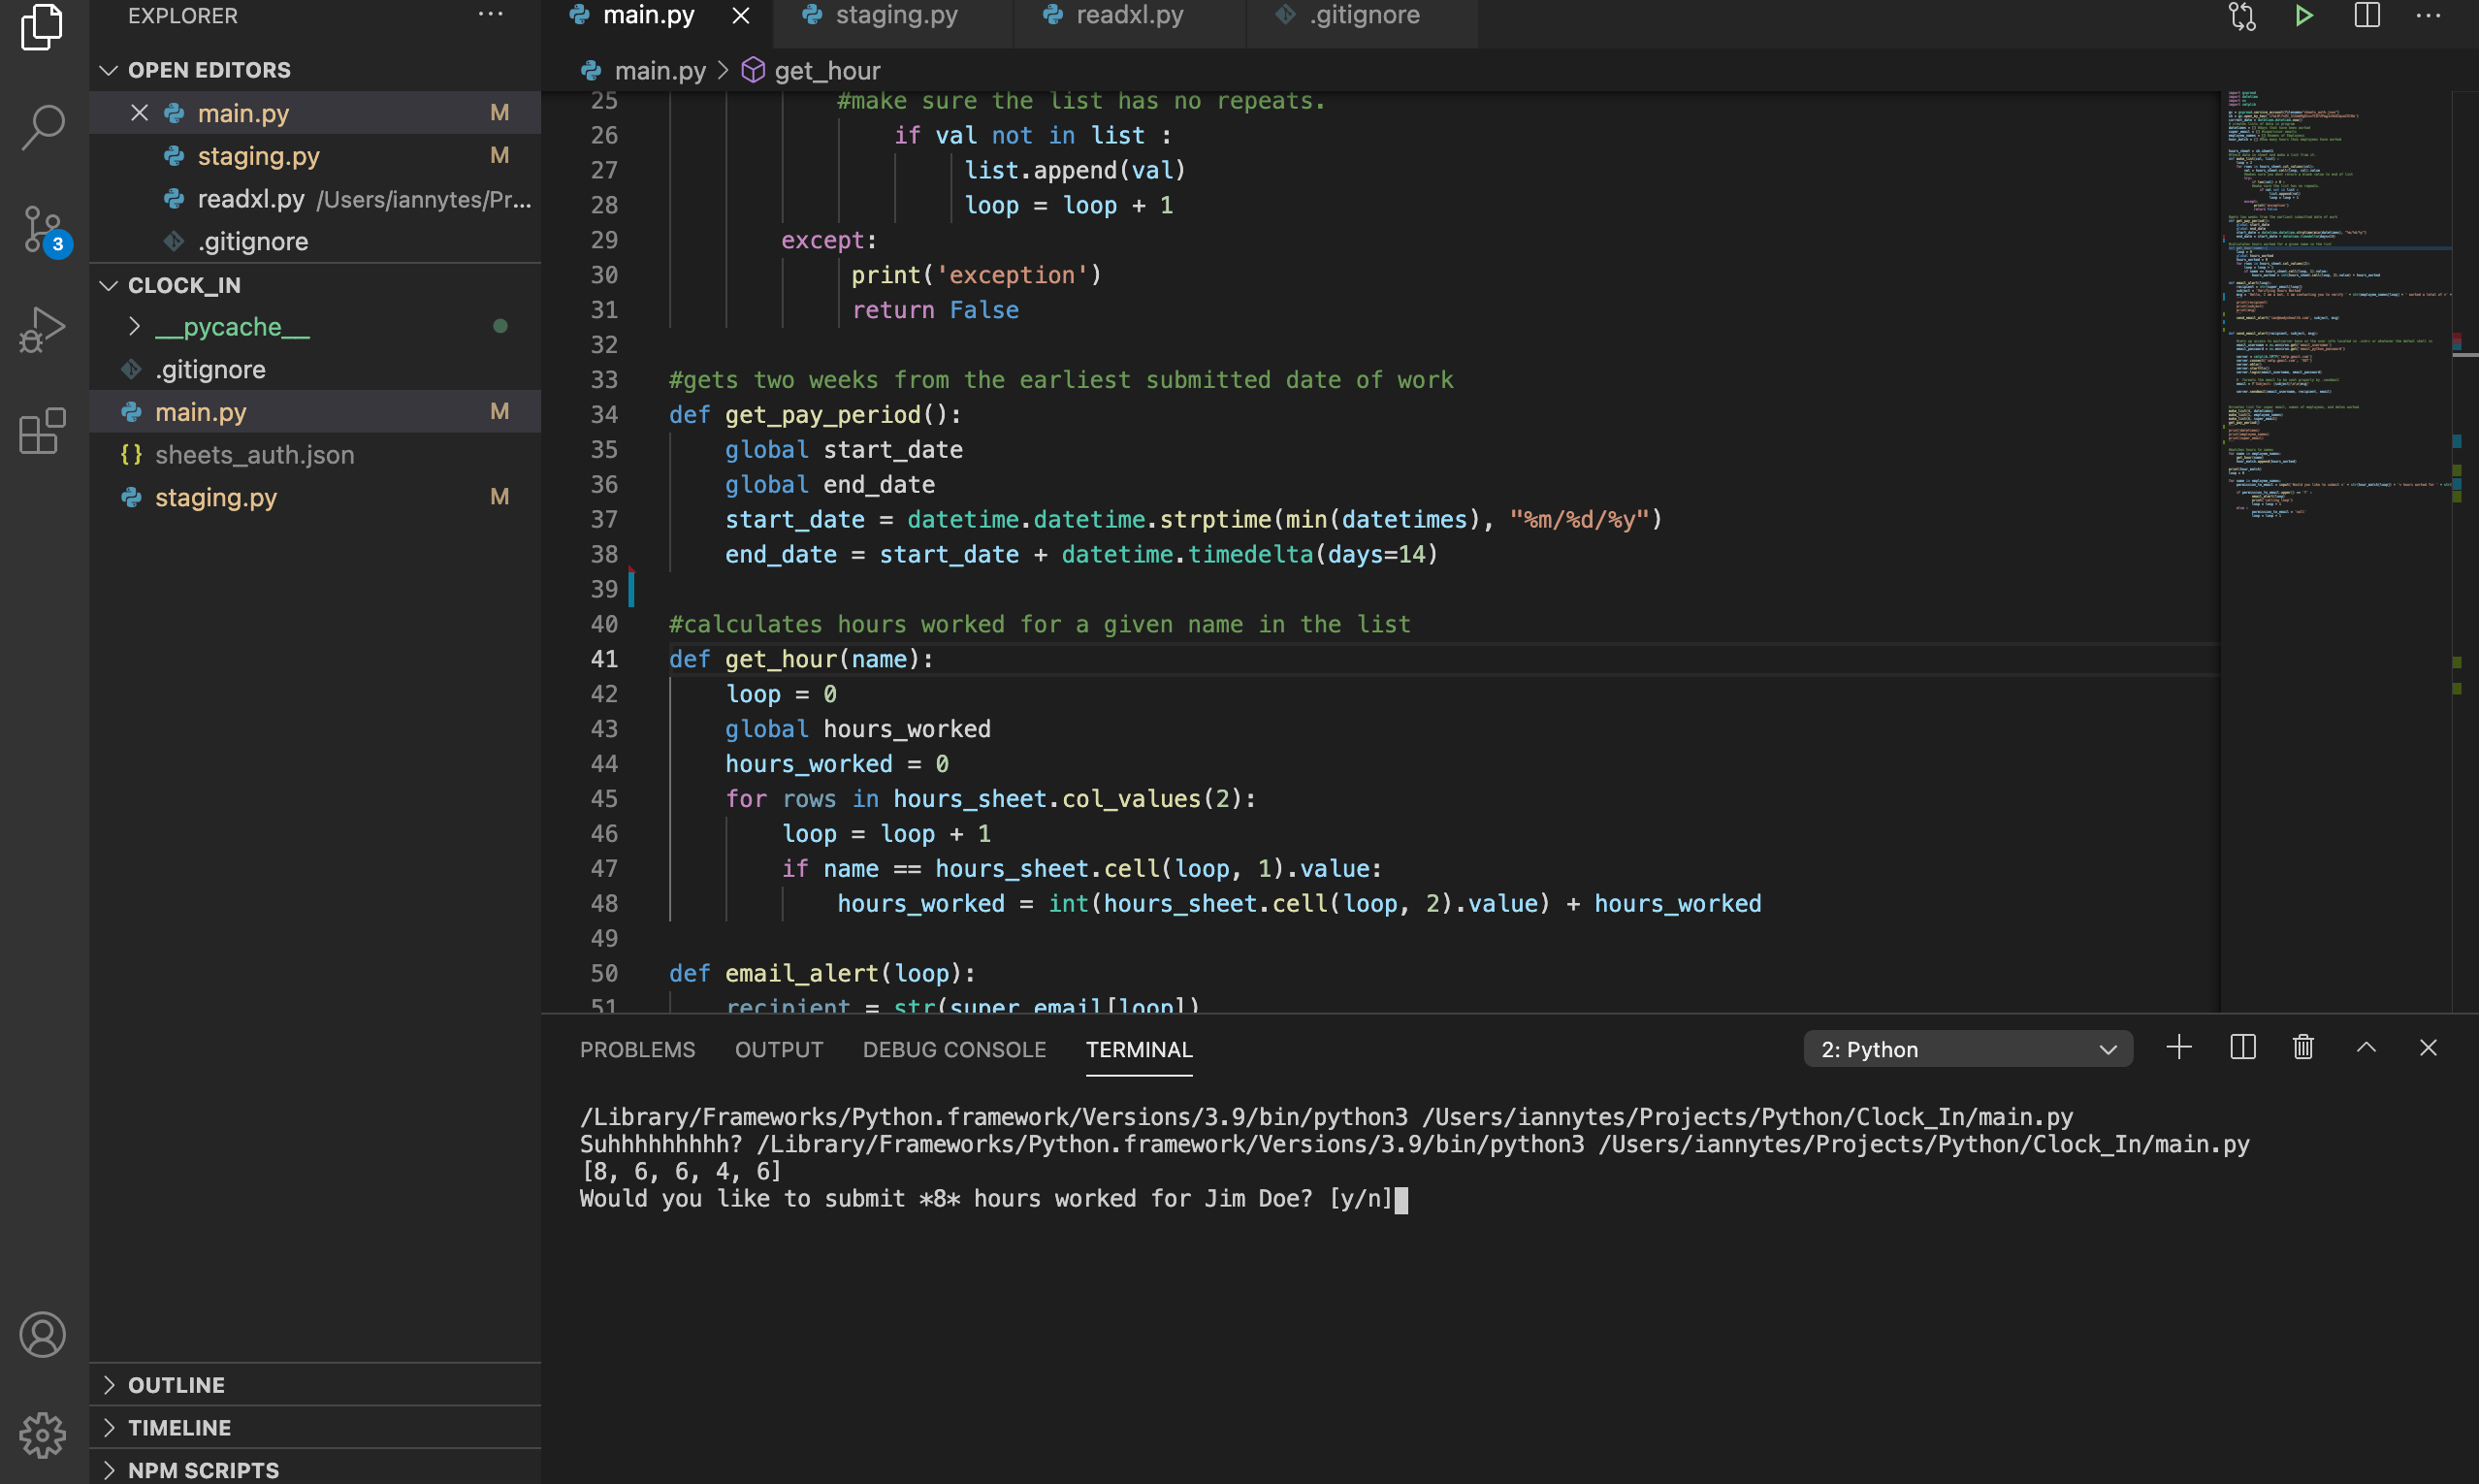 EXPLORER
OPEN EDITORS
main.py M
staging.py M
readxl.py /Users/iannytes/Pr...
.gitignore
3
CLOCK_IN
__pycache__
.gitignore
main.py M
sheets_auth.json
staging.py M
OUTLINE
TIMELINE
NPM SCRIPTS
main.py staging.py readxl.py .gitignore
main.py > get_hour
25 #make sure the list has no repeats.
26 if val not in list :
27 list.append(val)
28 loop = loop + 1
29 except:
30 print('exception')
31 return False
32
33 #gets two weeks from the earliest submitted date of work
34 def get_pay_period():
35 global start_date
36 global end_date
37 start_date = datetime.datetime.strptime(min(datetimes), "%m/%d/%y")
38 end_date = start_date + datetime.timedelta(days=14)
39
40 #calculates hours worked for a given name in the list
41 def get_hour(name):
42 loop = 0
43 global hours_worked
44 hours_worked = 0
45 for rows in hours_sheet.col_values(2):
46 loop = loop + 1
47 if name == hours_sheet.cell(loop, 1).value:
48 hours_worked = int(hours_sheet.cell(loop, 2).value) + hours_worked
49
50 def email_alert(loop):
51 recipient = str(super_email[loop])
PROBLEMS OUTPUT DEBUG CONSOLE TERMINAL 2: Python
/Library/Frameworks/Python.framework/Versions/3.9/bin/python3 /Users/iannytes/Projects/Python/Clock_In/main.py
Suhhhhhhhhh? /Library/Frameworks/Python.framework/Versions/3.9/bin/python3 /Users/iannytes/Projects/Python/Clock_In/main.py
[8, 6, 6, 4, 6]
Would you like to submit *8* hours worked for Jim Doe? [y/n]